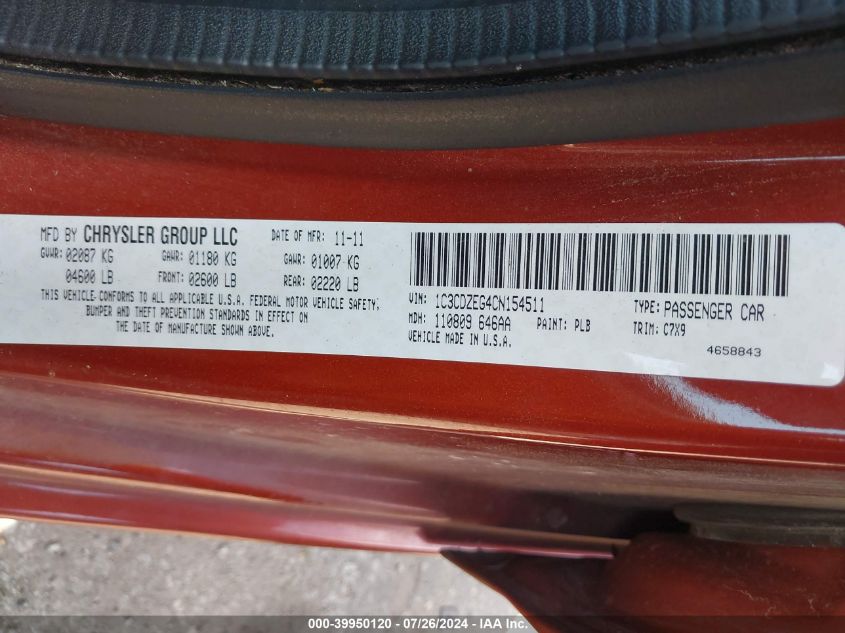 MFD BY CHRYSLER GROUP LLC
DATE OF MFR: 11-11
GVWR: 02087 KG
GAWR: 01180 KG
GAWR: 01007 KG
04600 LB
FRONT: 02600 LB
REAR: 02220 LB
THIS VEHICLE CONFORMS TO ALL APPLICABLE U.S.A. FEDERAL MOTOR VEHICLE SAFETY,
BUMPER AND THEFT PREVENTION STANDARDS IN EFFECT ON
THE DATE OF MANUFACTURE SHOWN ABOVE.
VIN: 1C3CDZEG4CN154511
TYPE: PASSENGER CAR
MDH: 110809 646AA
PAINT: PLB
TRIM: C7X9
VEHICLE MADE IN U.S.A.
4658843
000-39950120 - 07/26/2024 - IAA Inc.